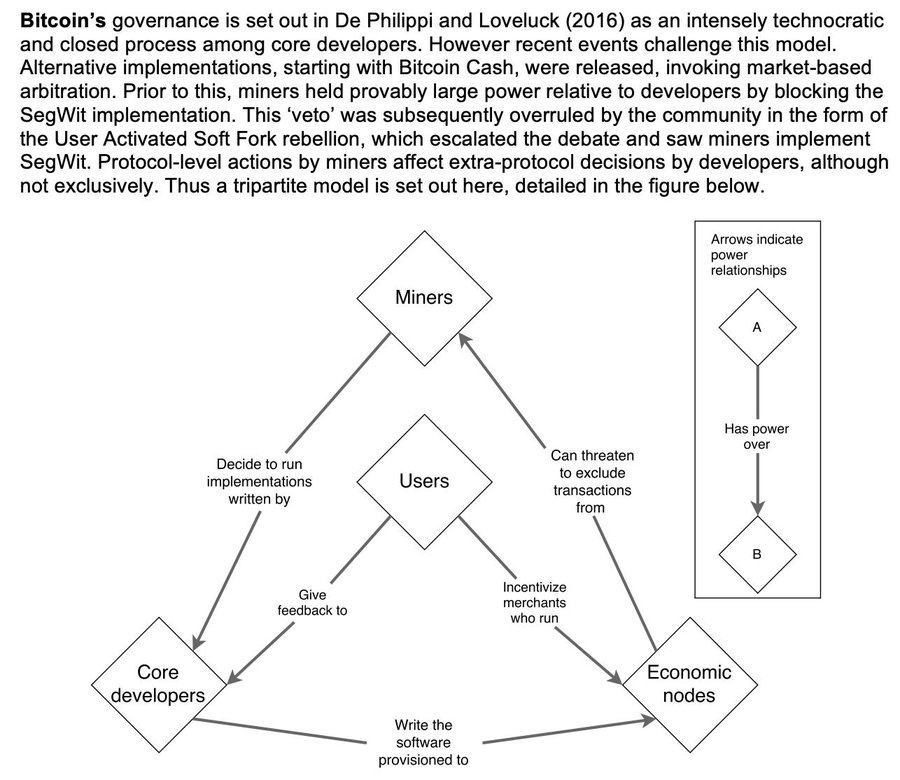 Bitcoin's governance is set out in De Philippi and Loveluck (2016) as an intensely technocratic
and closed process among core developers. However recent events challenge this model.
Alternative implementations, starting with Bitcoin Cash, were released, invoking market-based
arbitration. Prior to this, miners held provably large power relative to developers by blocking the
SegWit implementation. This ‘veto’ was subsequently overruled by the community in the form of
the User Activated Soft Fork rebellion, which escalated the debate and saw miners implement
SegWit. Protocol-level actions by miners affect extra-protocol decisions by developers, although
not exclusively. Thus a tripartite model is set out here, detailed in the figure below.
Miners
Decide to run
implementations
written by
Users
Can threaten
to exclude
transactions
from
Give
feedback to
Incentivize
merchants
who run
Core
developers
Economic
nodes
Write the
software
provisioned to
Arrows indicate
power
relationships
A
Has power
over
B